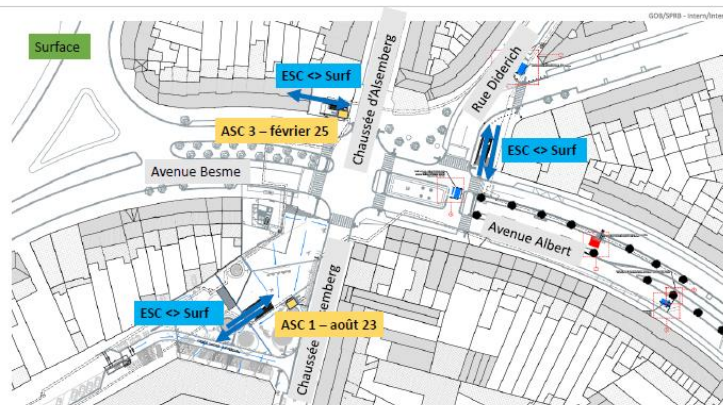 GOB/SPRB - Intern/Inter
Surface
ESC <> Surf
ASC 3 – février 25
Chaussée d'Alsemberg
Rue Diderich
ESC <> Surf
Avenue Besme
Avenue Albert
ESC <> Surf
ASC 1 – août 23
Chaussée
emberg